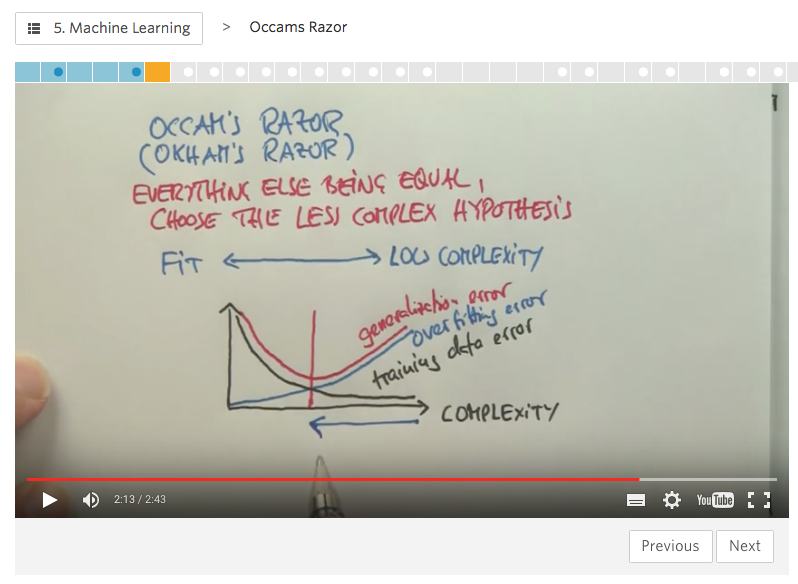 5. Machine Learning > Occams Razor
OCCAM'S RAZOR
(OKHAM'S RAZOR)
EVERYTHING ELSE BEING EQUAL,
CHOOSE THE LESS COMPLEX HYPOTHESIS
FiT LOW COMPLEXITY
generalization error
overfitting error
training data error
COMPLEXITY
2:13 / 2:43 YouTube
Previous Next